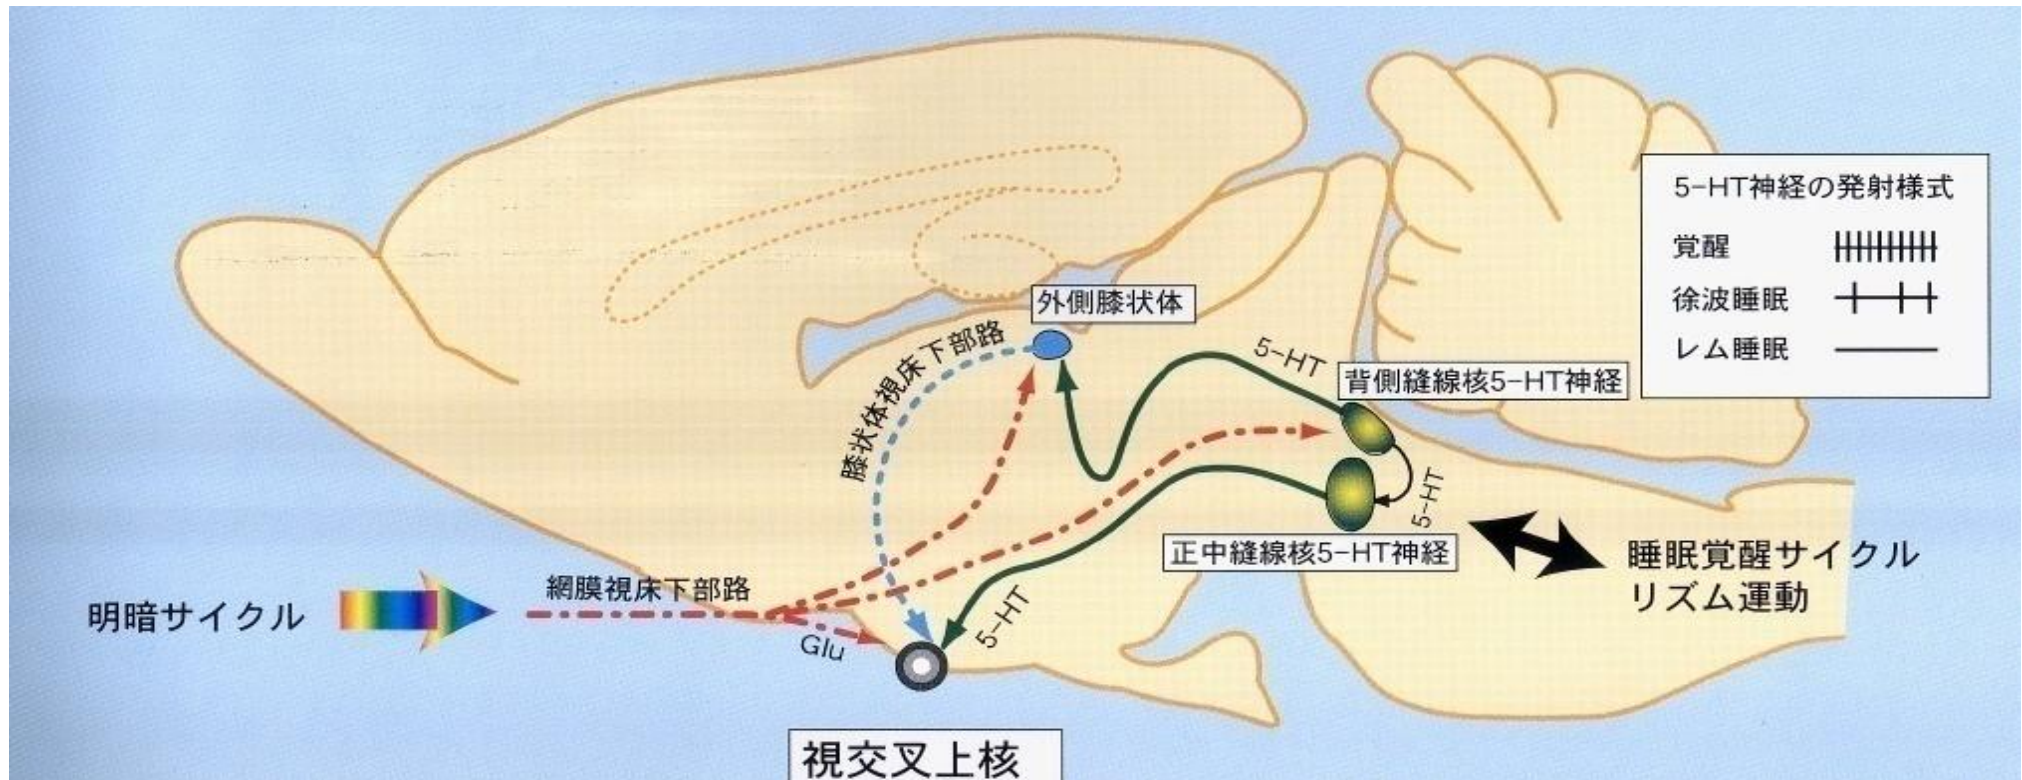 5-HT神経の発射様式
覚醒
徐波睡眠
レム睡眠
外側膝状体
膝状体視床下部路
5-HT
背側縫線核5-HT神経
5-HT
正中縫線核5-HT神経
睡眠覚醒サイクル
リズム運動
明暗サイクル
網膜視床下部路
Glu
5-HT
視交叉上核